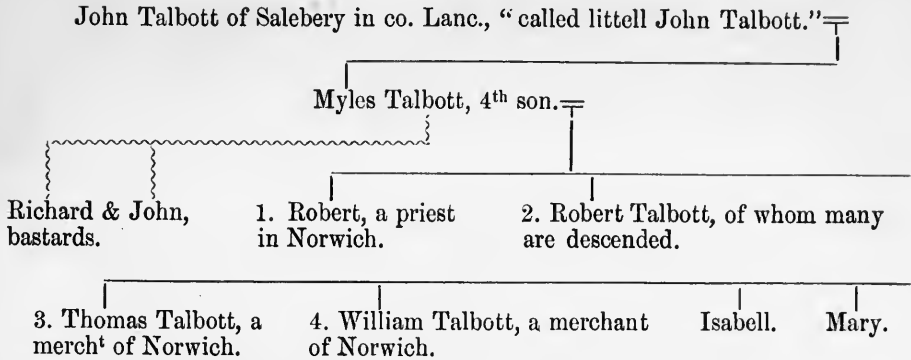 John Talbott of Salebery in co. Lanc., “called littell John Talbott.”
Myles Talbott, 4th son.
Richard & John,
bastards.
1. Robert, a priest
in Norwich.
2. Robert Talbott, of whom many
are descended.
3. Thomas Talbott, a
mercht of Norwich.
4. William Talbott, a merchant
of Norwich.
Isabell.
Mary.